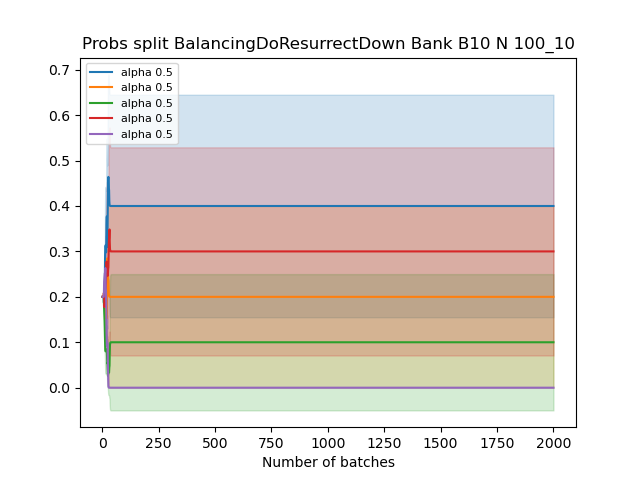 Probs split BalancingDoResurrectDown Bank B10 N 100_10
0.7
0.6
0.5
0.4
0.3
0.2
0.1
0.0
alpha 0.5
alpha 0.5
alpha 0.5
alpha 0.5
alpha 0.5
0 250 500 750 1000 1250 1500 1750 2000
Number of batches